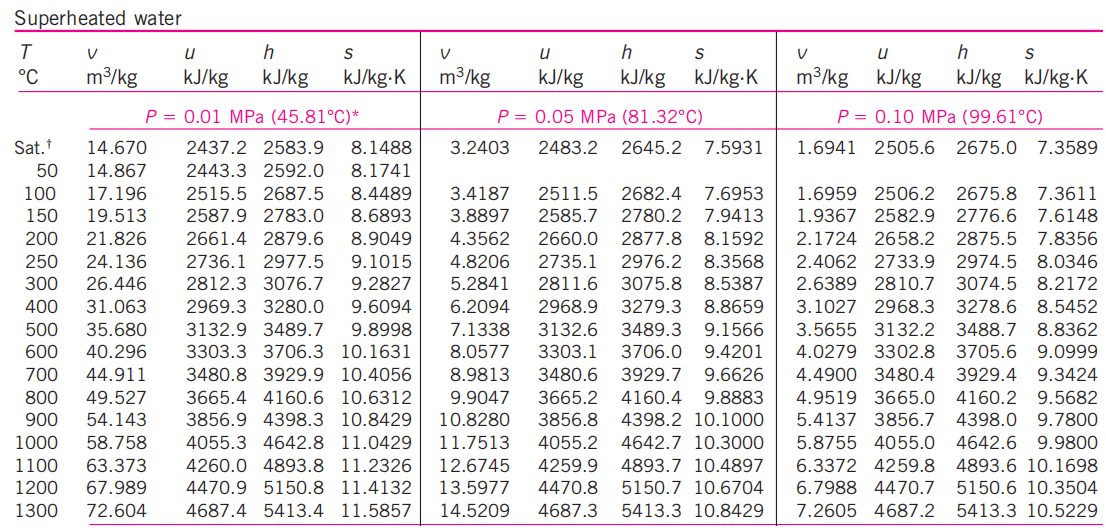 Superheated water
T v u h s v u h s v u h s
°C m³/kg kJ/kg kJ/kg kJ/kg·K m³/kg kJ/kg kJ/kg kJ/kg·K m³/kg kJ/kg kJ/kg kJ/kg·K
P = 0.01 MPa (45.81°C)* P = 0.05 MPa (81.32°C) P = 0.10 MPa (99.61°C)
Sat.† 14.670 2437.2 2583.9 8.1488 3.2403 2483.2 2645.2 7.5931 1.6941 2505.6 2675.0 7.3589
50 14.867 2443.3 2592.0 8.1741
100 17.196 2515.5 2687.5 8.4489 3.4187 2511.5 2682.4 7.6953 1.6959 2506.2 2675.8 7.3611
150 19.513 2587.9 2783.0 8.6893 3.8897 2585.7 2780.2 7.9413 1.9367 2582.9 2776.6 7.6148
200 21.826 2661.4 2879.6 8.9049 4.3562 2660.0 2877.8 8.1592 2.1724 2658.2 2875.5 7.8356
250 24.136 2736.1 2977.5 9.1015 4.8206 2735.1 2976.2 8.3568 2.4062 2733.9 2974.5 8.0346
300 26.446 2812.3 3076.7 9.2827 5.2841 2811.6 3075.8 8.5387 2.6389 2810.7 3074.5 8.2172
400 31.063 2969.3 3280.0 9.6094 6.2094 2968.9 3279.3 8.8659 3.1027 2968.3 3278.6 8.5452
500 35.680 3132.9 3489.7 9.8998 7.1338 3132.6 3489.3 9.1566 3.5655 3132.2 3488.7 8.8362
600 40.296 3303.3 3706.3 10.1631 8.0577 3303.1 3706.0 9.4201 4.0279 3302.8 3705.6 9.0999
700 44.911 3480.8 3929.9 10.4056 8.9813 3480.6 3929.7 9.6626 4.4900 3480.4 3929.4 9.3424
800 49.527 3665.4 4160.6 10.6312 9.9047 3665.2 4160.4 9.8883 4.9519 3665.0 4160.2 9.5682
900 54.143 3856.9 4398.3 10.8429 10.8280 3856.8 4398.2 10.1000 5.4137 3856.7 4398.0 9.7800
1000 58.758 4055.3 4642.8 11.0429 11.7513 4055.2 4642.7 10.3000 5.8755 4055.0 4642.6 9.9800
1100 63.373 4260.0 4893.8 11.2326 12.6745 4259.9 4893.7 10.4897 6.3372 4259.8 4893.6 10.1698
1200 67.989 4470.9 5150.8 11.4132 13.5977 4470.8 5150.7 10.6704 6.7988 4470.7 5150.6 10.3504
1300 72.604 4687.4 5413.4 11.5857 14.5209 4687.3 5413.3 10.8429 7.2605 4687.2 5413.3 10.5229